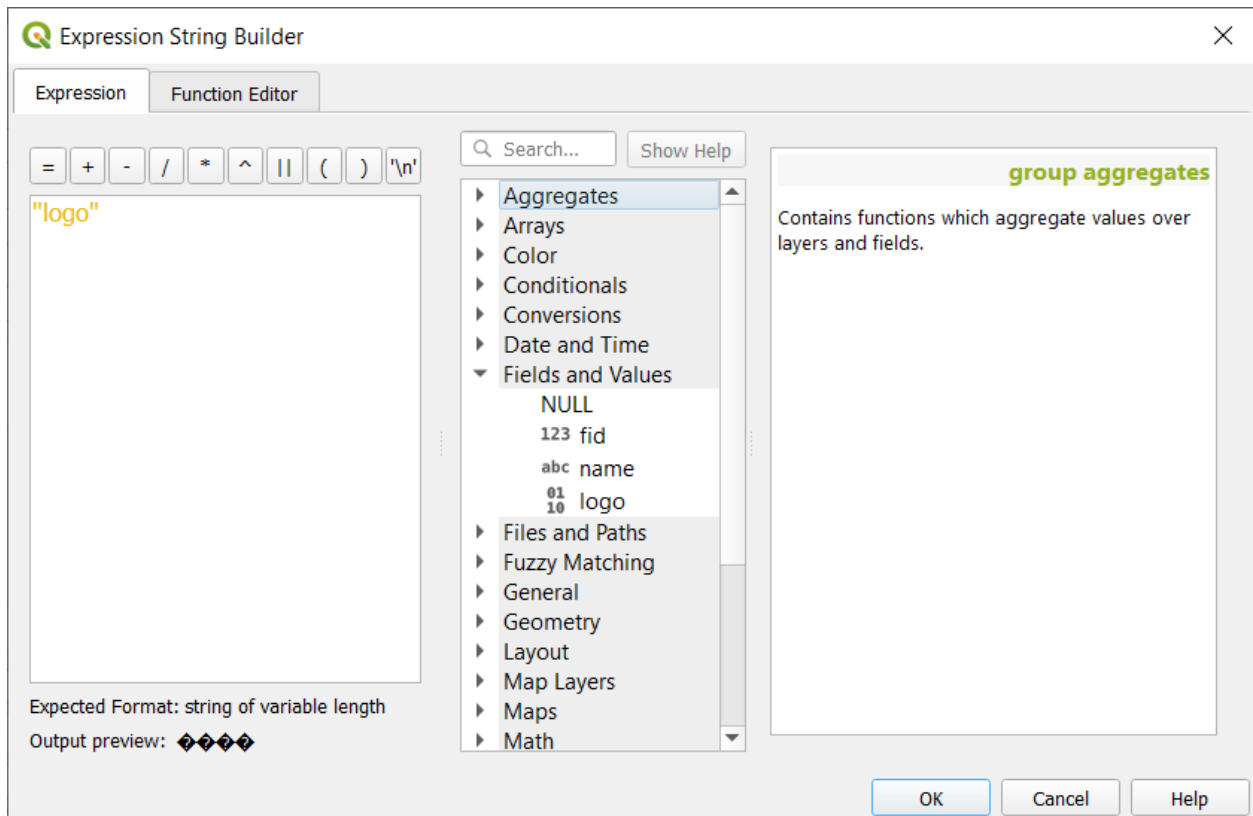 Expression String Builder
Expression
Function Editor
= + - / * ^ || ( ) '\n'
"logo"
Expected Format: string of variable length
Output preview: ����
Search...
Show Help
Aggregates
Arrays
Color
Conditionals
Conversions
Date and Time
Fields and Values
NULL
123 fid
abc name
01
10 logo
Files and Paths
Fuzzy Matching
General
Geometry
Layout
Map Layers
Maps
Math
group aggregates
Contains functions which aggregate values over
layers and fields.
OK
Cancel
Help